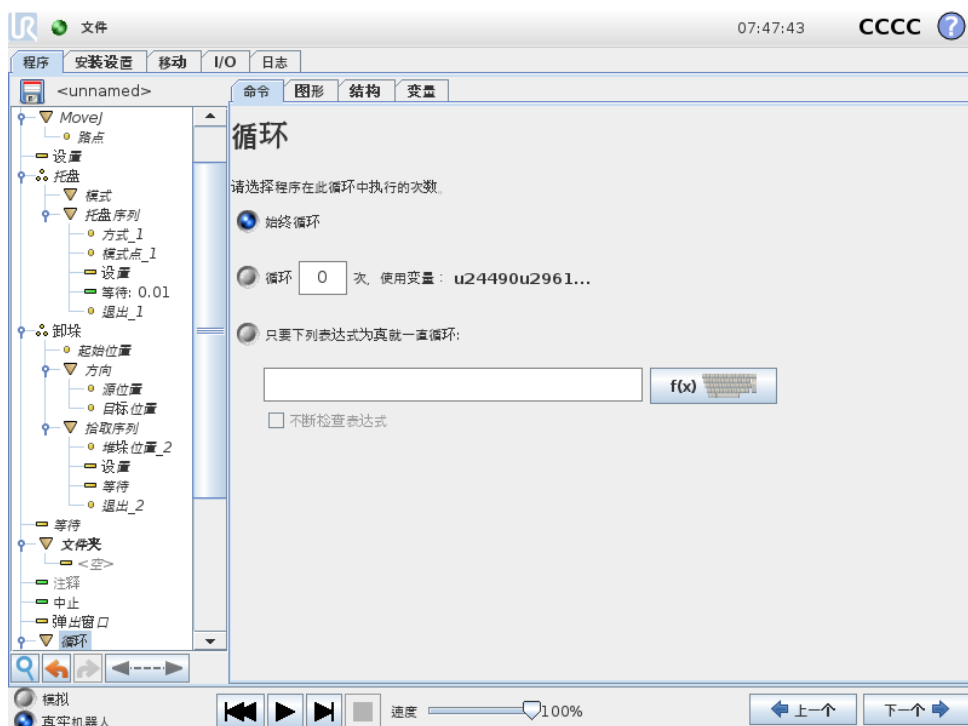 UR 文件 07:47:43 CCCC ?
程序 安装设置 移动 I/O 日志
<unnamed>
命令 图形 结构 变量
MoveJ
路点
设置
托盘
模式
托盘序列
方式_1
模式点_1
设置
等待: 0.01
退出_1
卸垛
起始位置
方向
源位置
目标位置
拾取序列
堆垛位置_2
设置
等待
退出_2
等待
文件夹
<空>
注释
中止
弹出窗口
循环
循环
请选择程序在此循环中执行的次数。
始终循环
循环 0 次, 使用变量: u24490u2961...
只要下列表达式为真就一直循环:
f(x)
不断检查表达式
模拟
真实机器人
速度 100%
上一个 下一个